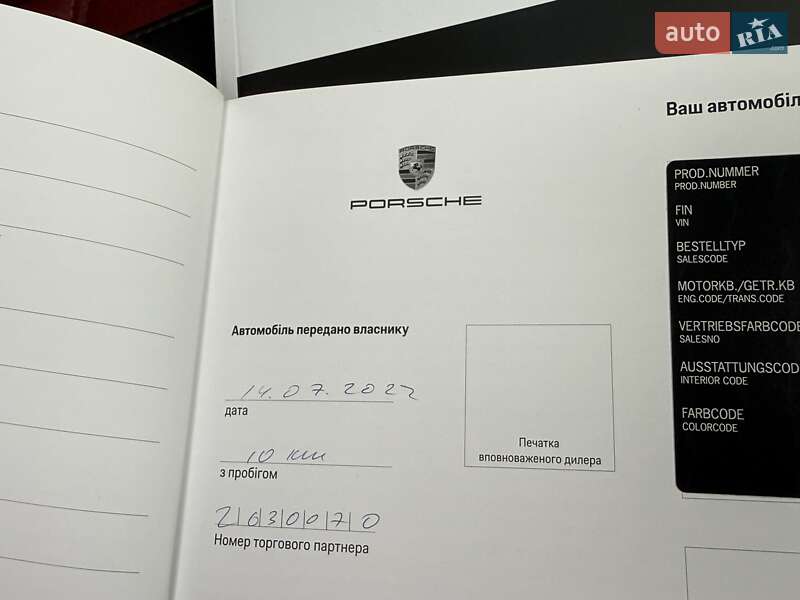 auto RIA
.com
Ваш автомобіл
PORSCHE
PORSCHE
PROD.NUMMER
PROD.NUMBER
FIN
VIN
BESTELLTYP
SALESCODE
MOTORKB./GETR.KB
ENG.CODE/TRANS.CODE
VERTRIEBSFARBCODE
SALESNO
AUSSTATTUNGSCOD
INTERIOR CODE
FARBCODE
COLORCODE
Автомобіль передано власнику
14.07.2022
дата
10 км
з пробігом
2630070
Номер торгового партнера
Печатка
вповноваженого дилера